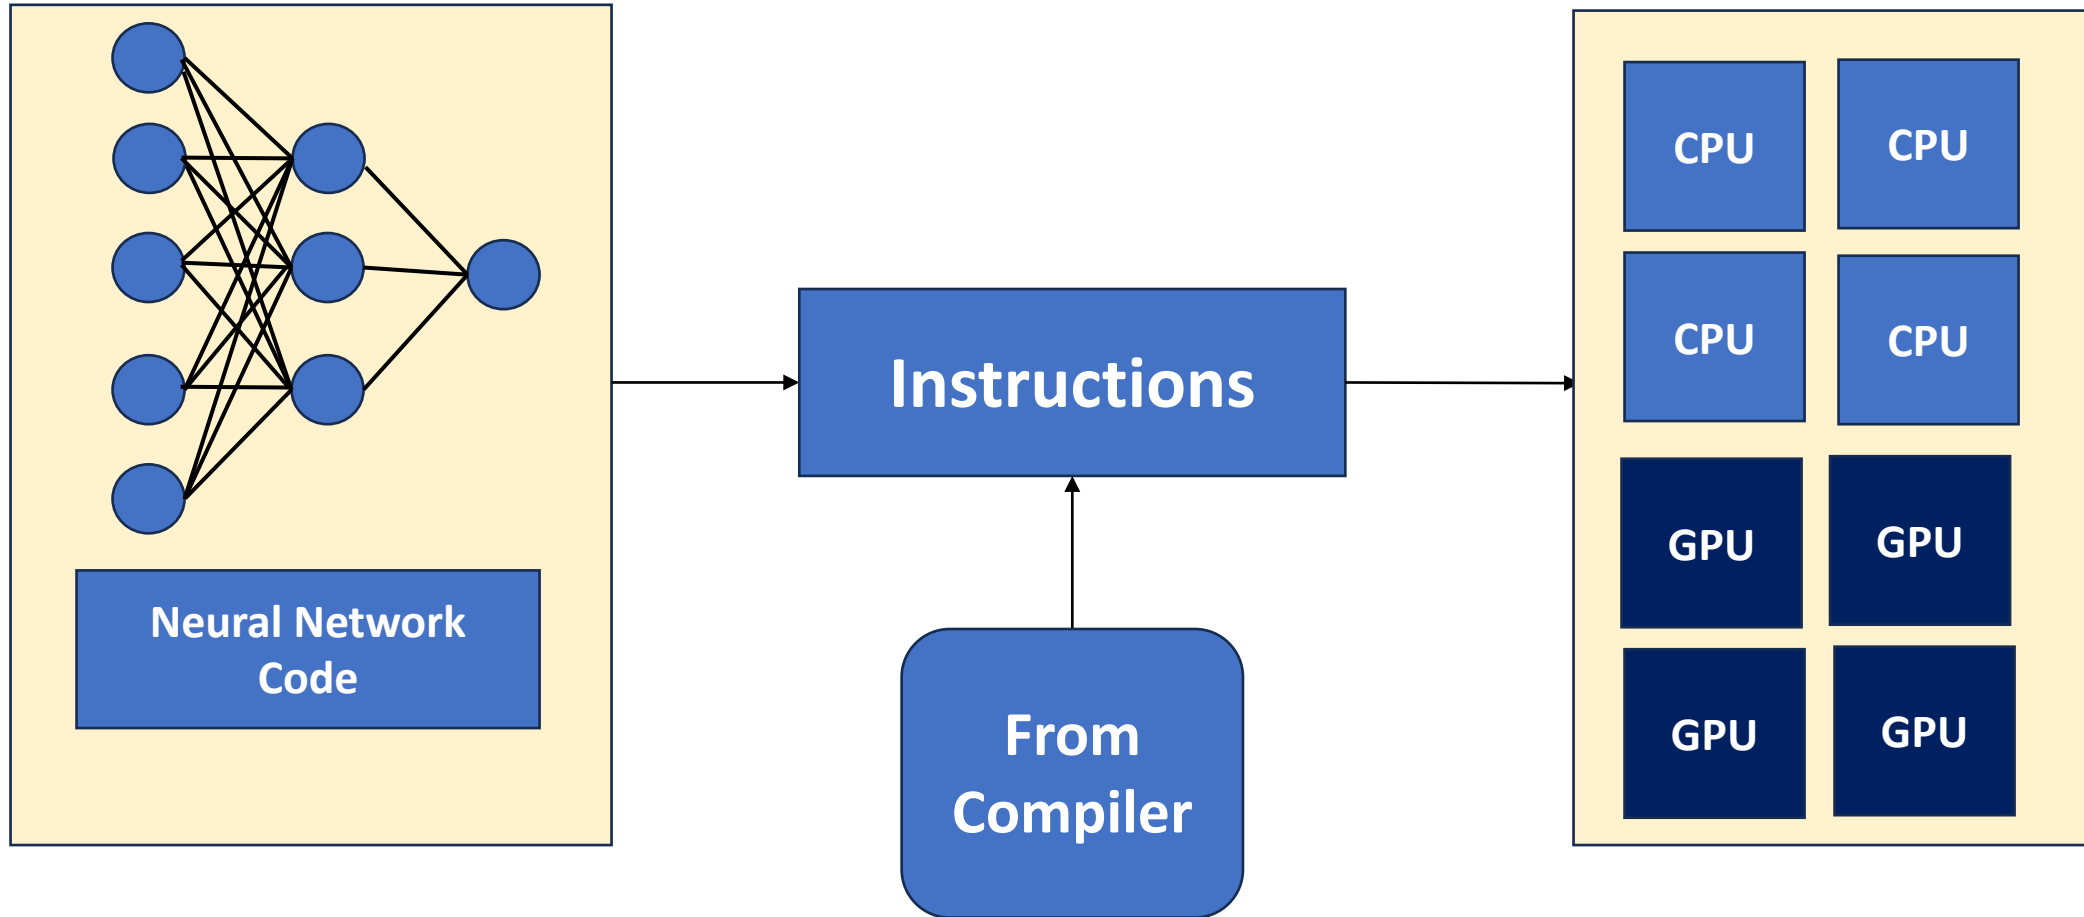 Neural Network
Code
Instructions
From
Compiler
CPU
CPU
CPU
CPU
GPU
GPU
GPU
GPU